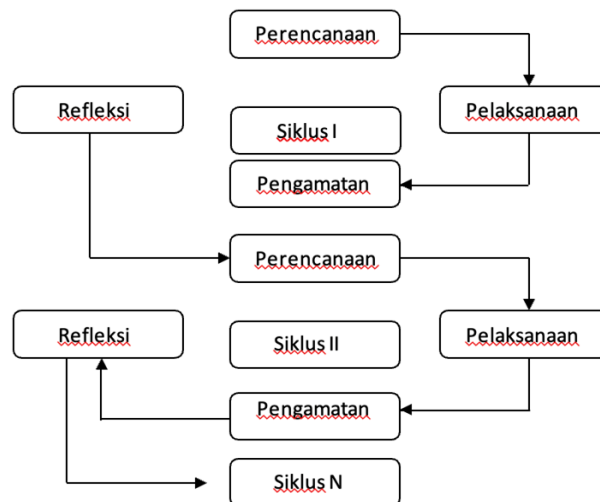 Perencanaan
Refleksi
Pelaksanaan
Siklus I
Pengamatan
Perencanaan
Refleksi
Siklus II
Pelaksanaan
Pengamatan
Siklus N